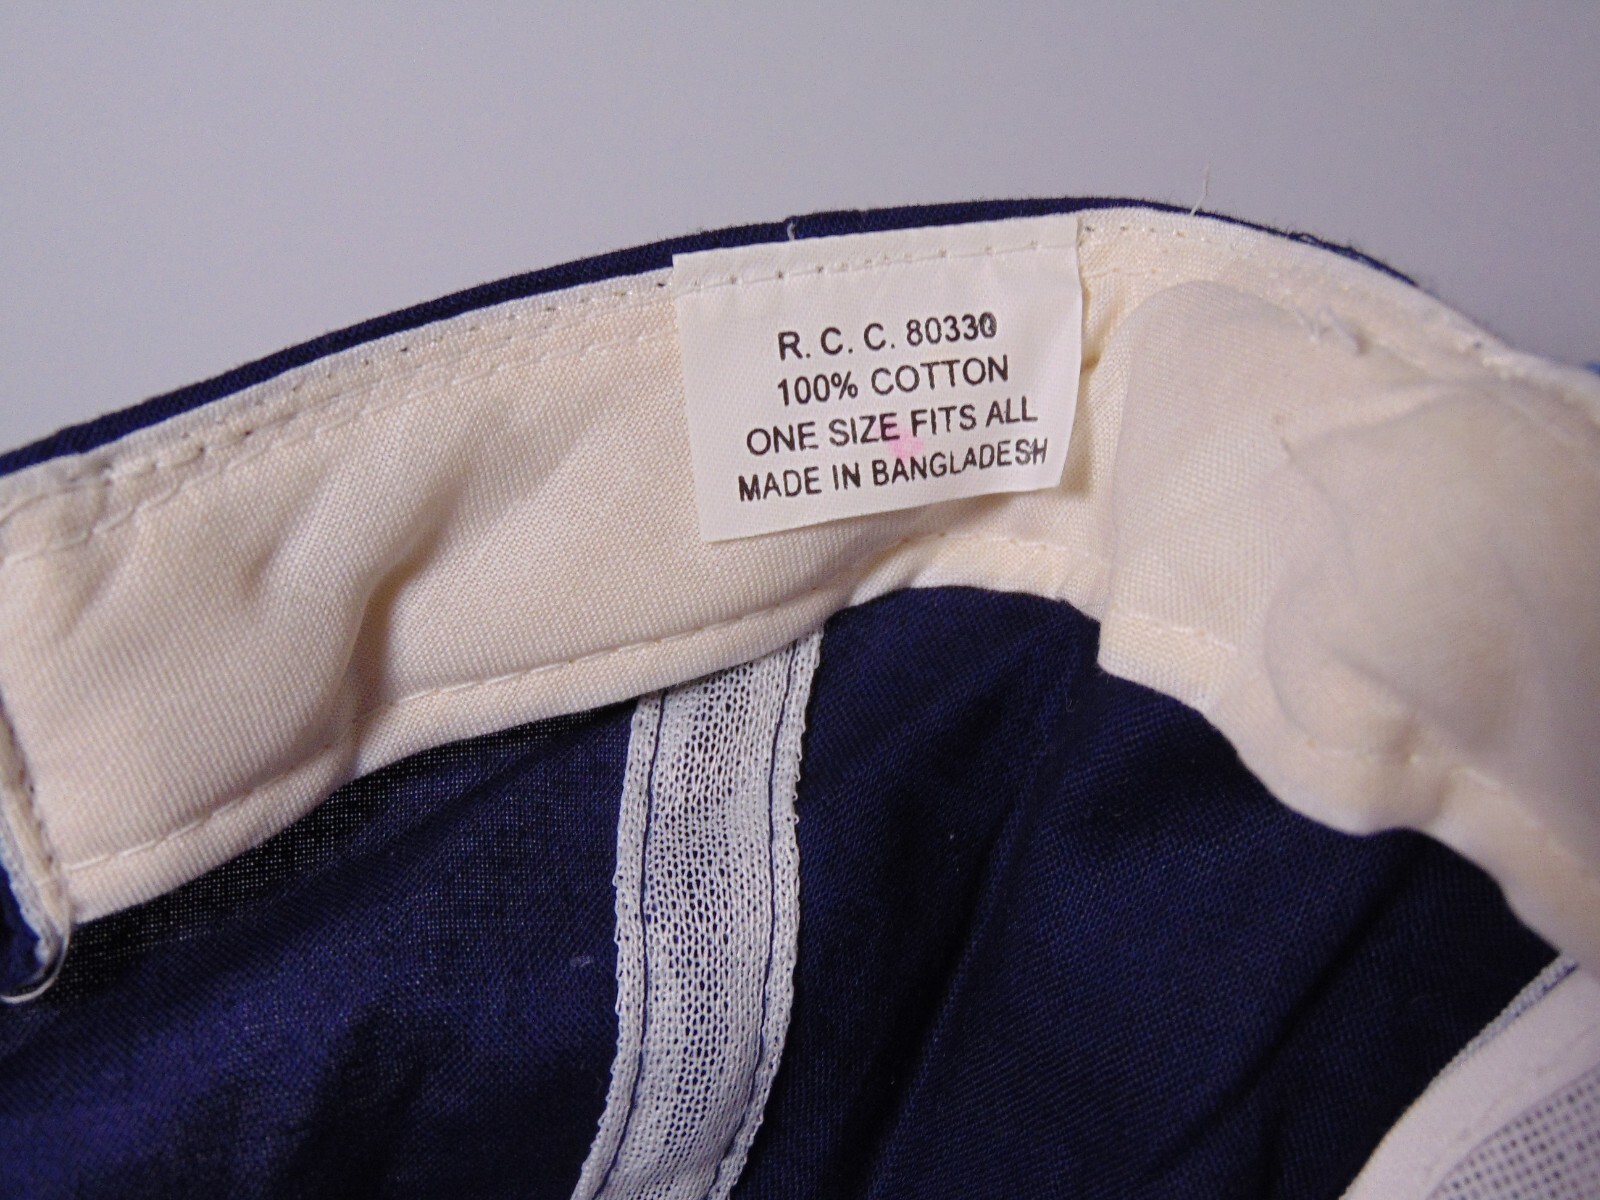 R. C. C. 80330
100% COTTON
ONE SIZE FITS ALL
MADE IN BANGLADESH